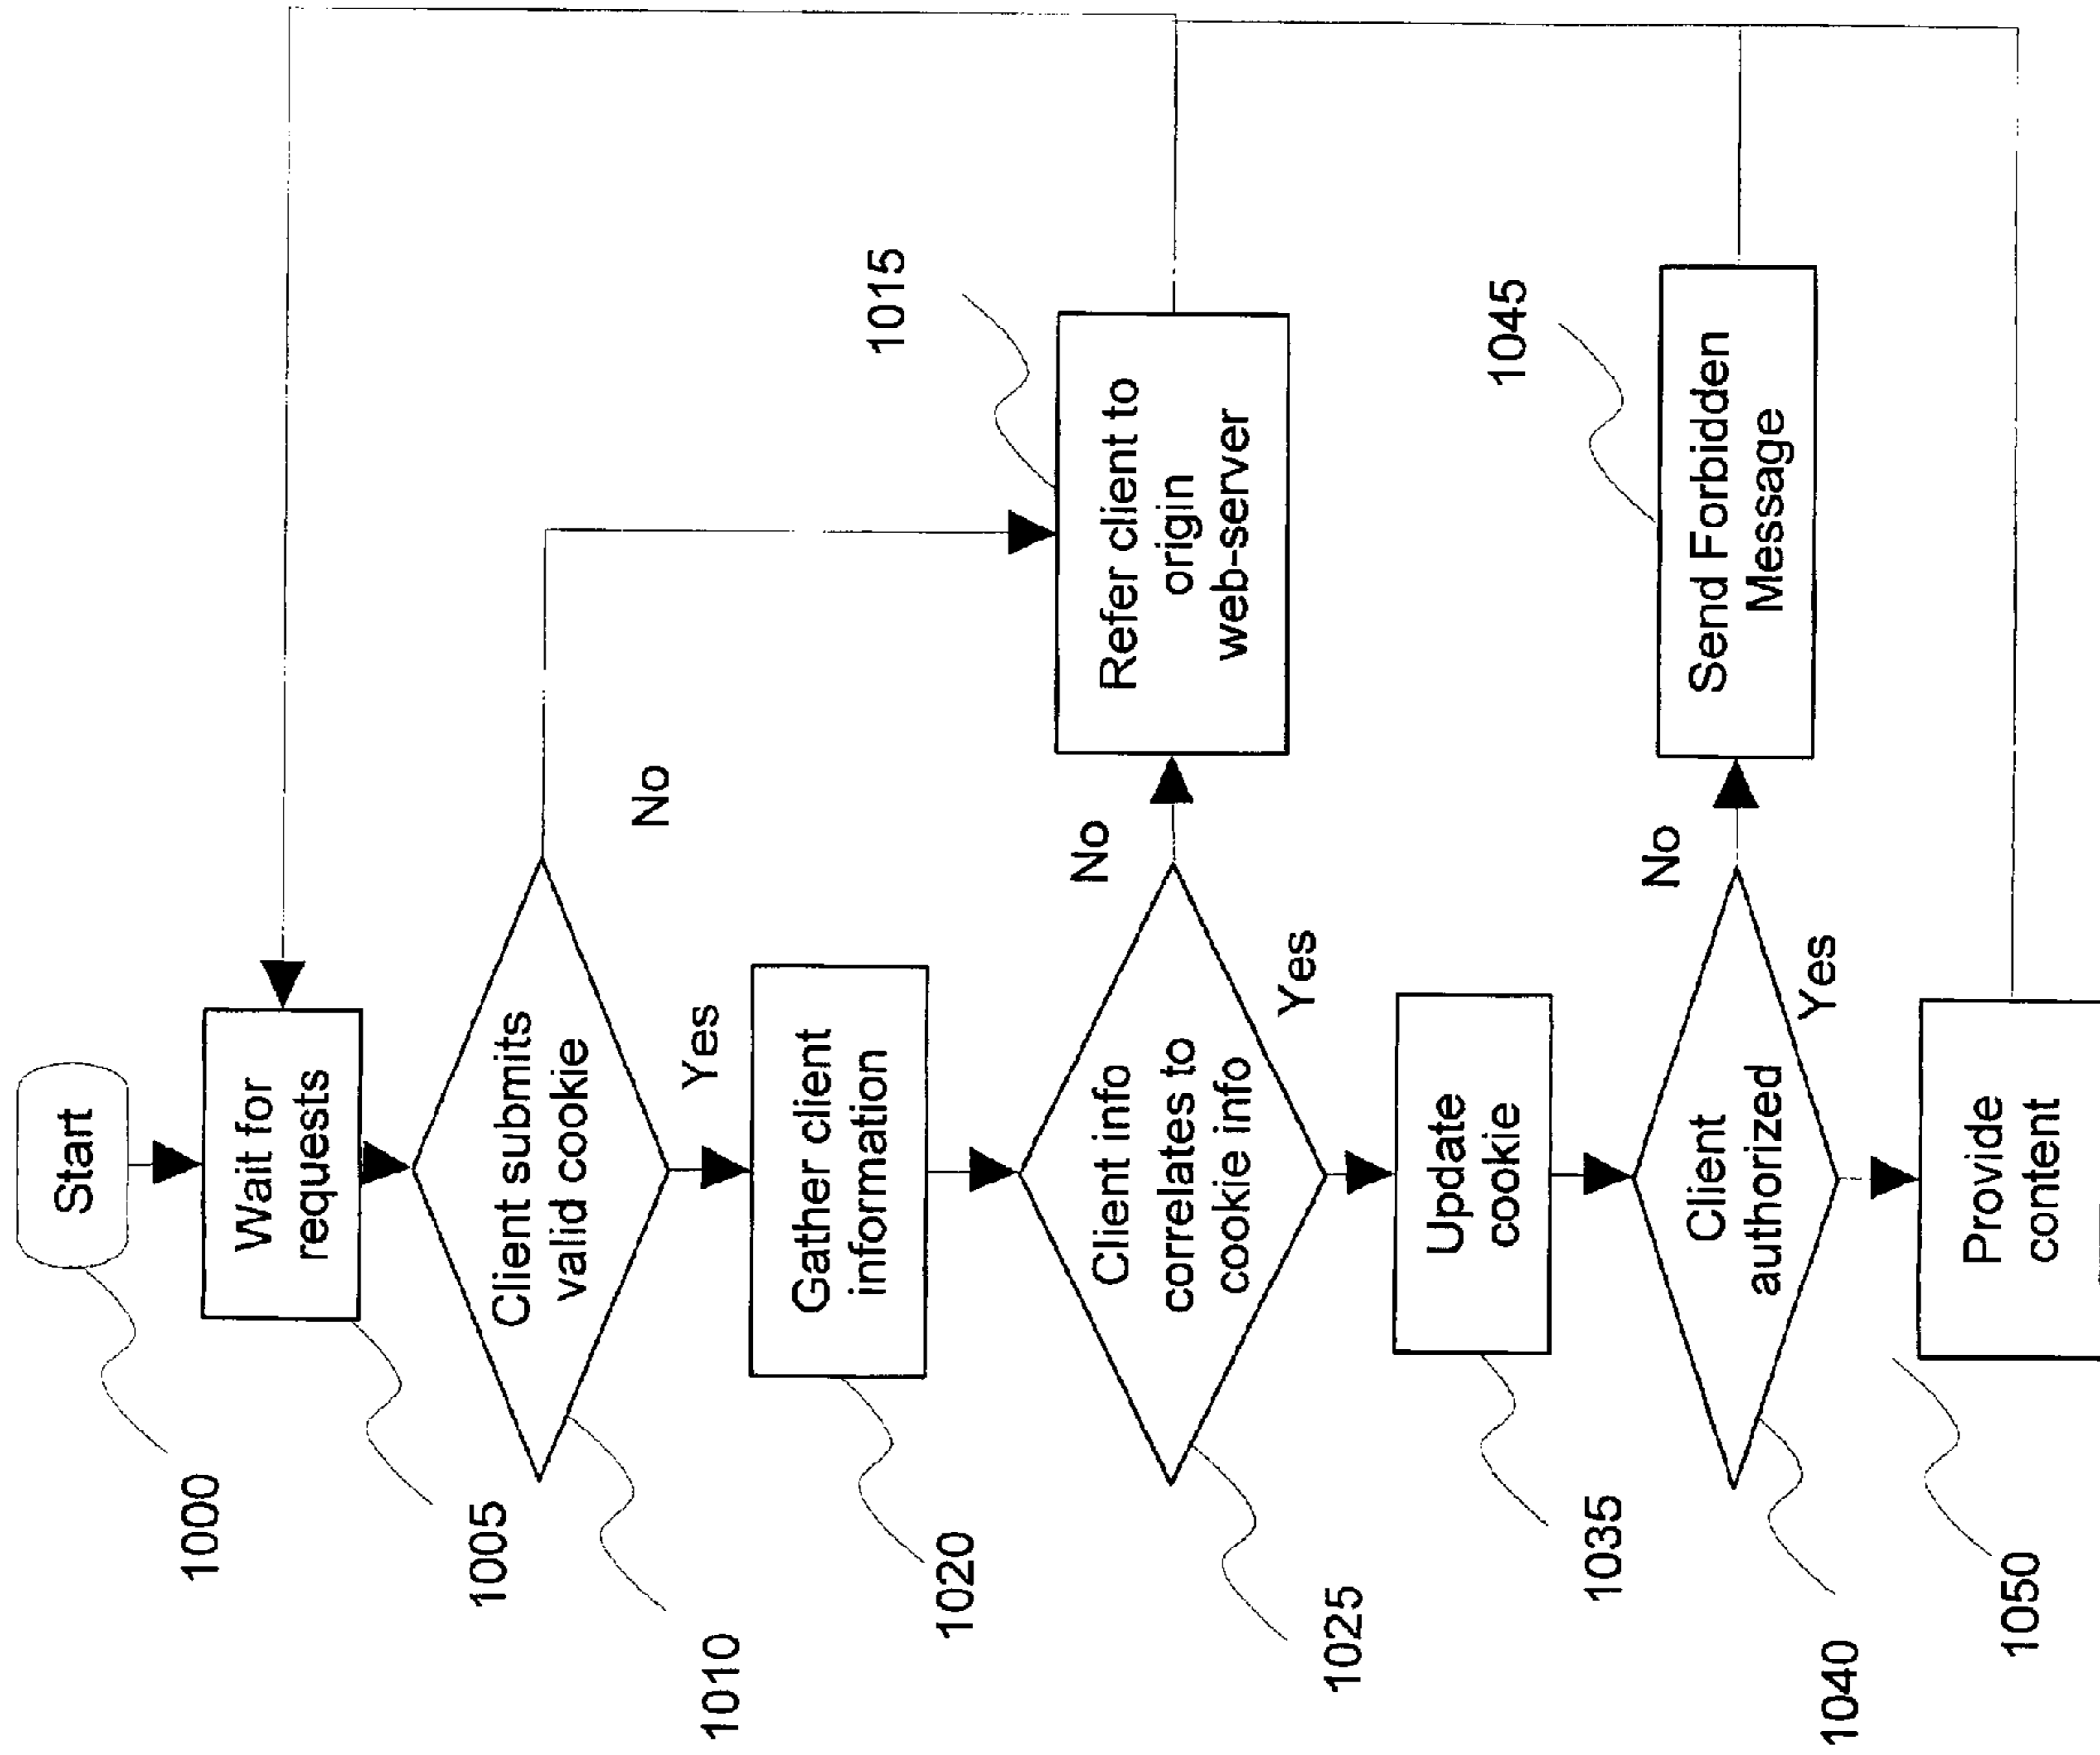 Start
1000
Wait for
requests
1005
Client submits
valid cookie
1010
No
Yes
Gather client
information
1020
Refer client to
origin
web-server
1015
Client info
correlates to
cookie info
1025
No
Yes
Update
cookie
1035
Client
authorized
1040
No
Yes
Send Forbidden
Message
1045
Provide
content
1050